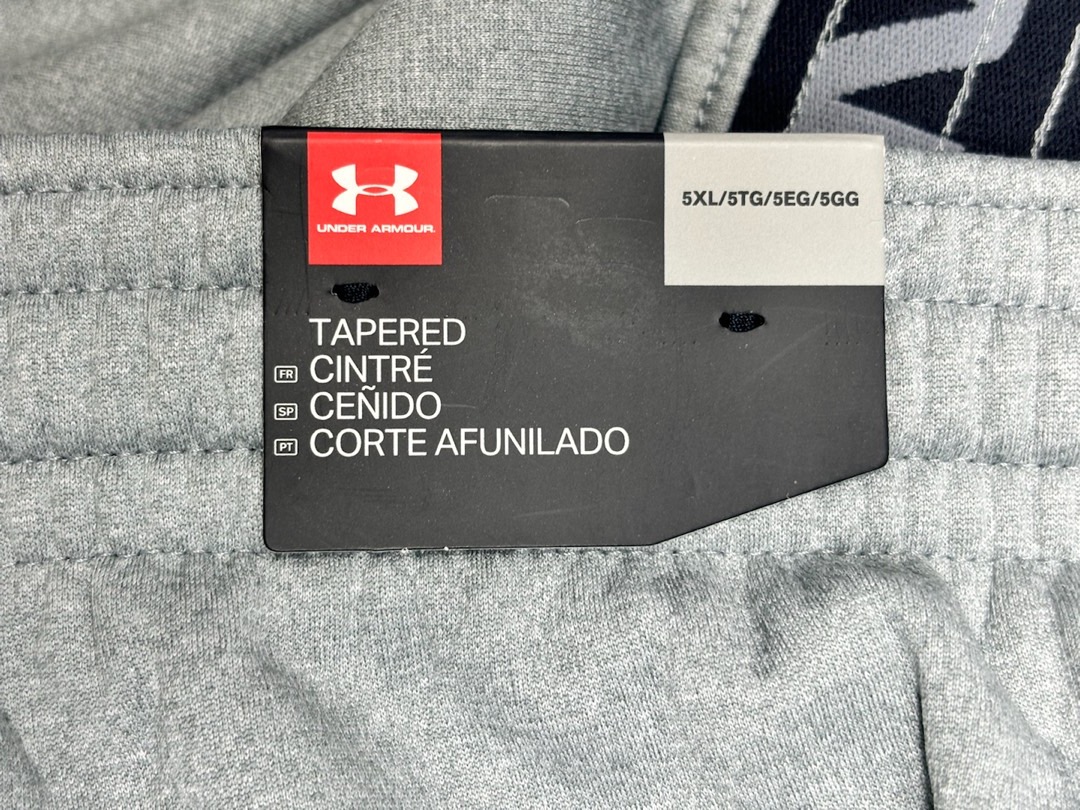 UNDER ARMOUR.
5XL/5TG/5EG/5GG
TAPERED
FR CINTRÉ
SP CEÑIDO
PT CORTE AFUNILADO